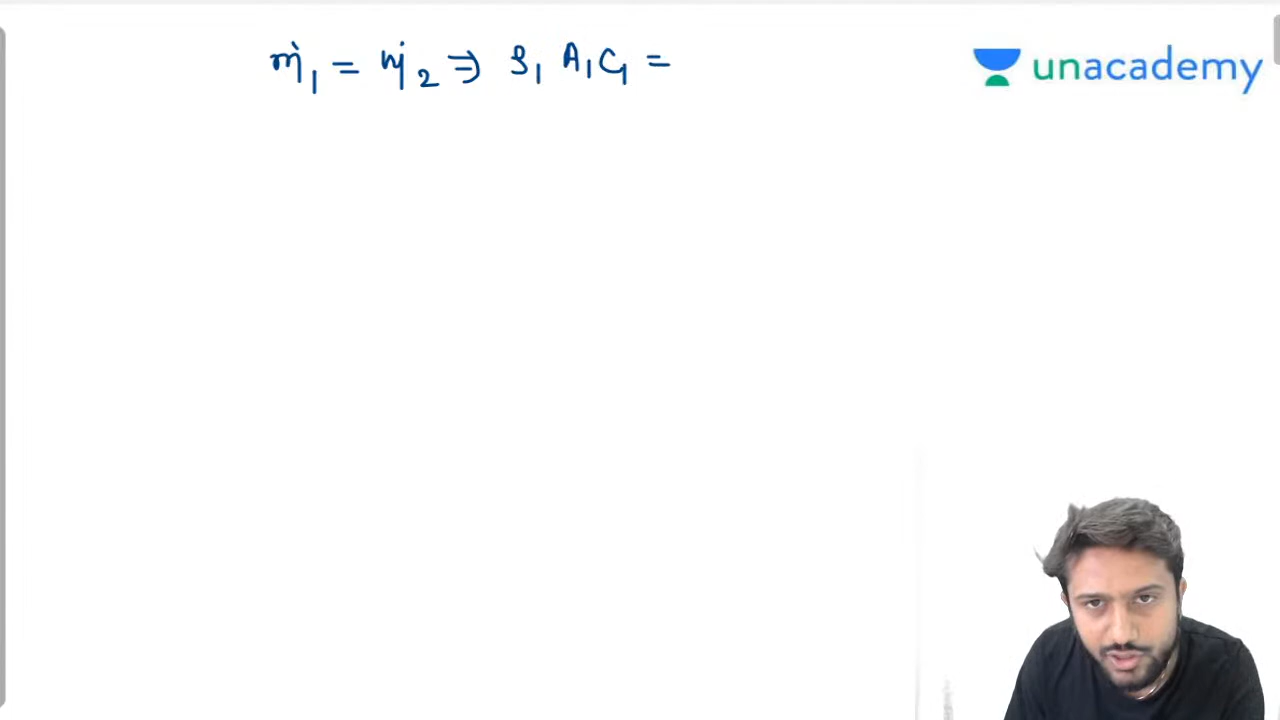 ṁ₁ = ṁ₂ ⇒ ρ₁ A₁C₁ =
unacademy